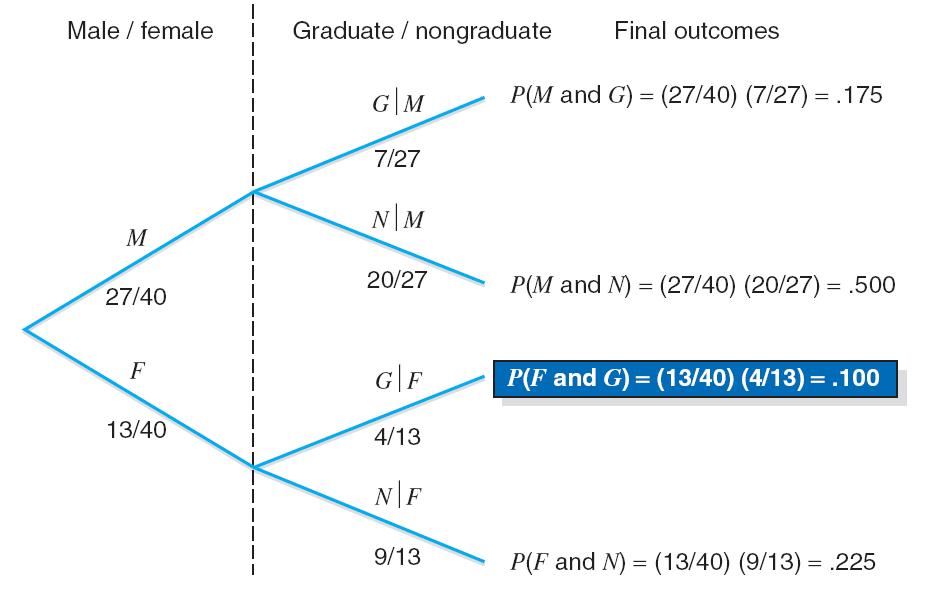 Male / female
Graduate / nongraduate
Final outcomes
G|M
P(M and G) = (27/40) (7/27) = .175
7/27
N|M
M
20/27
P(M and N) = (27/40) (20/27) = .500
27/40
F
G|F
P(F and G) = (13/40) (4/13) = .100
13/40
4/13
N|F
9/13
P(F and N) = (13/40) (9/13) = .225